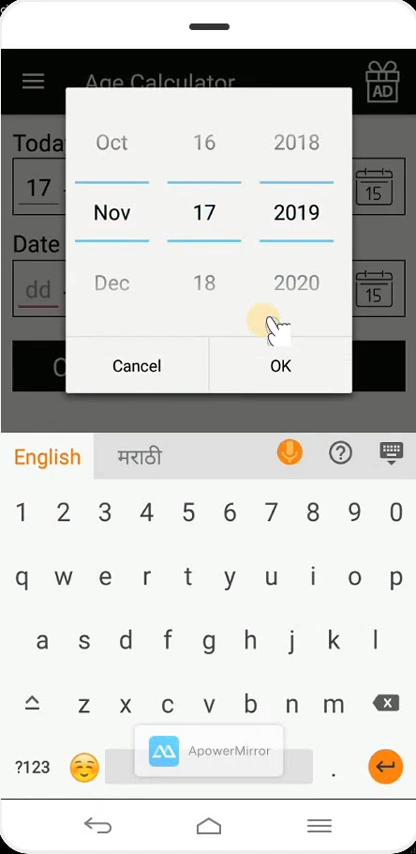 Age Calculator
AD
Today
17
15
Date
dd
15
Oct 16 2018
Nov 17 2019
Dec 18 2020
Cancel OK
English मराठी ?
1 2 3 4 5 6 7 8 9 0
q w e r t y u i o p
a s d f g h j k l
z x c v b n m
?123 .
ApowerMirror